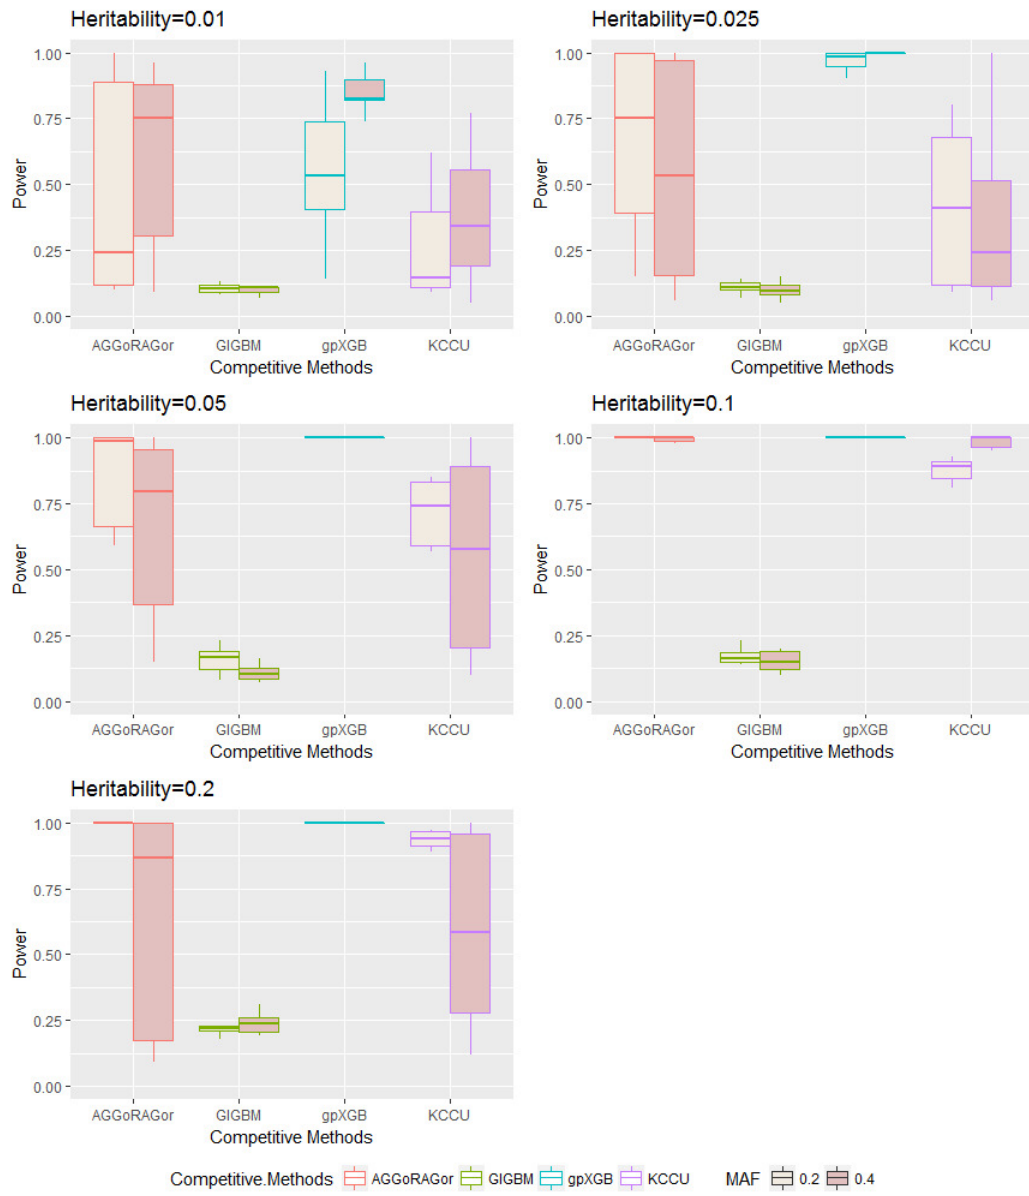 Heritability=0.01
1.00
0.75
0.50
0.25
0.00
Power
AGGoRAGor GIGBM gpXGB KCCU
Competitive Methods
Heritability=0.025
1.00
0.75
0.50
0.25
0.00
Power
AGGoRAGor GIGBM gpXGB KCCU
Competitive Methods
Heritability=0.05
1.00
0.75
0.50
0.25
0.00
Power
AGGoRAGor GIGBM gpXGB KCCU
Competitive Methods
Heritability=0.1
1.00
0.75
0.50
0.25
0.00
Power
AGGoRAGor GIGBM gpXGB KCCU
Competitive Methods
Heritability=0.2
1.00
0.75
0.50
0.25
0.00
Power
AGGoRAGor GIGBM gpXGB KCCU
Competitive Methods
Competitive.Methods AGGoRAGor GIGBM gpXGB KCCU MAF 0.2 0.4